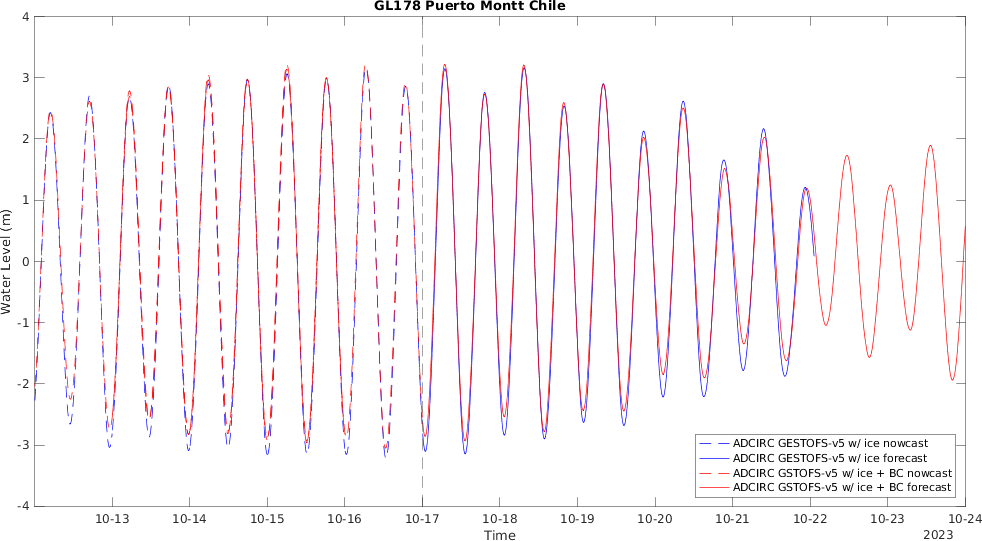 GL178 Puerto Montt Chile
4
3
2
1
0
-1
-2
-3
-4
Water Level (m)
ADCIRC GESTOFS-v5 w/ ice nowcast
ADCIRC GESTOFS-v5 w/ ice forecast
ADCIRC GSTOFS-v5 w/ ice + BC nowcast
ADCIRC GSTOFS-v5 w/ ice + BC forecast
10-13 10-14 10-15 10-16 10-17 10-18 10-19 10-20 10-21 10-22 10-23 10-24
Time
2023